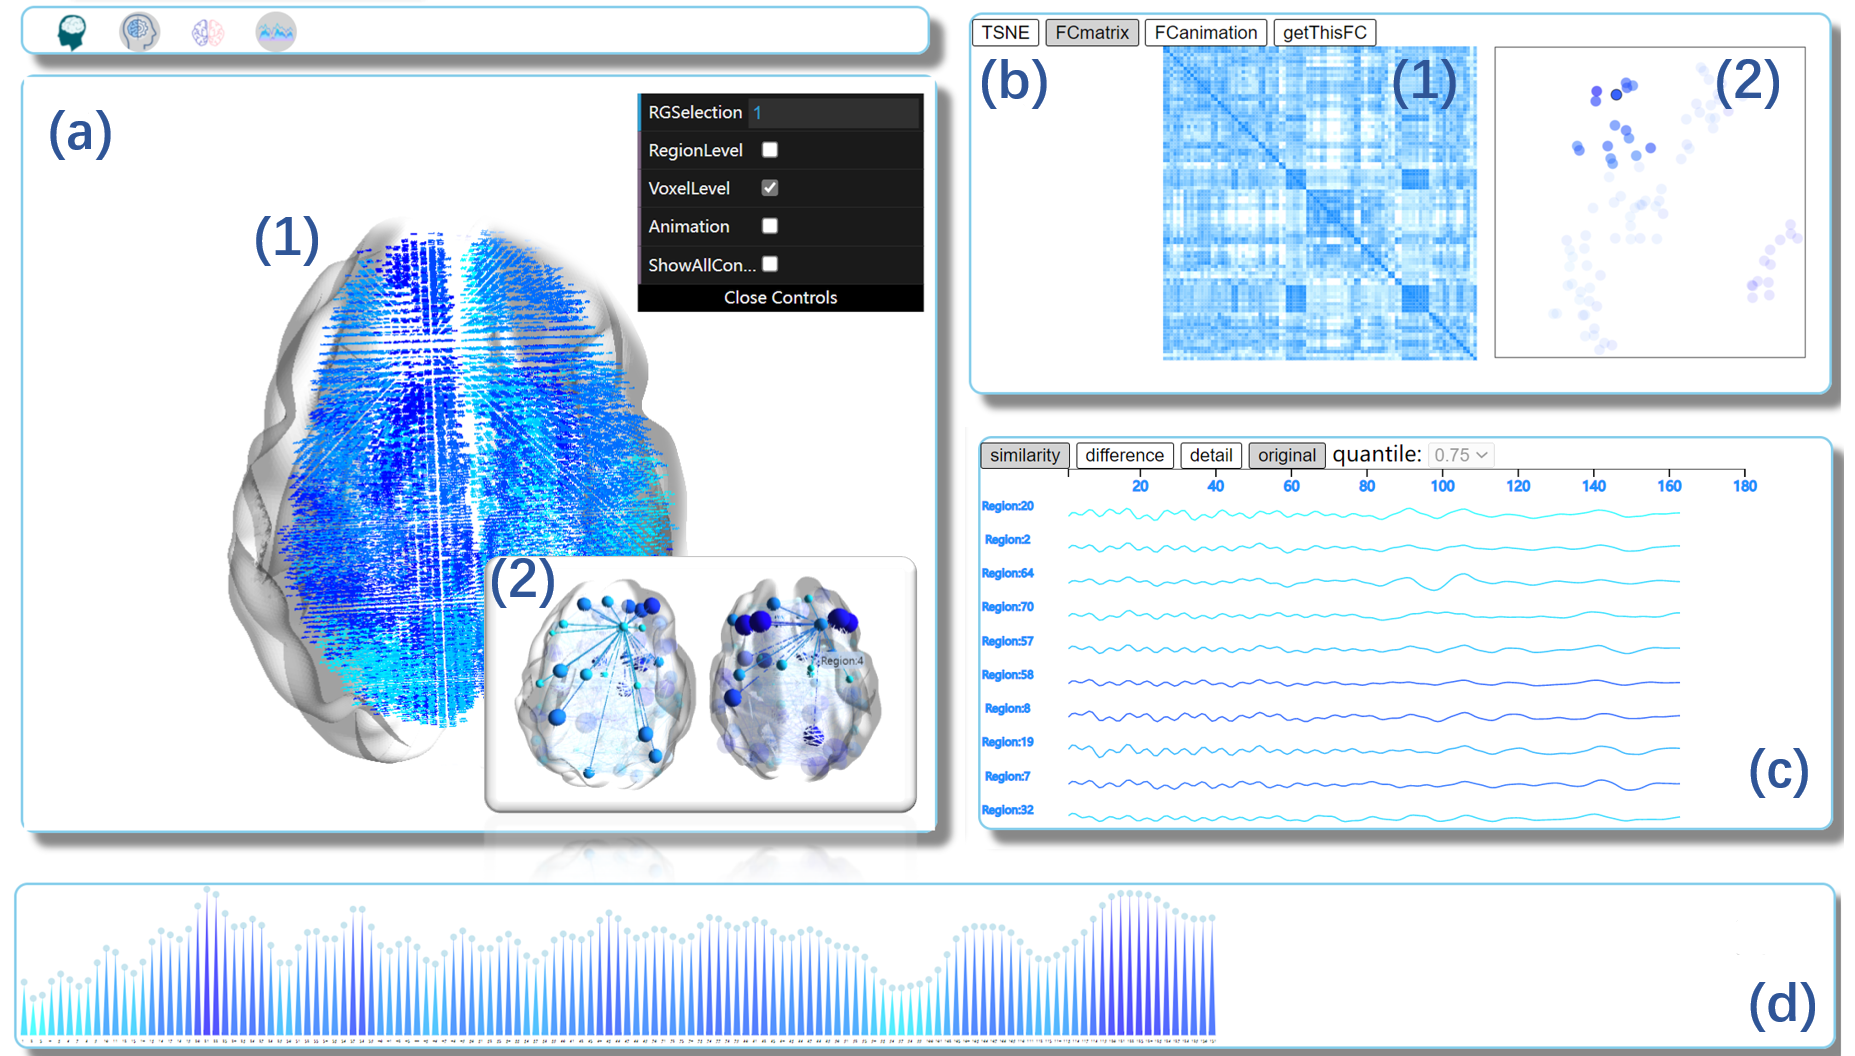 (a)
RGSelection 1
RegionLevel
VoxelLevel
Animation
ShowAllCon...
Close Controls
(1)
(2)
Region:4
TSNE FCmatrix FCanimation getThisFC
(b) (1) (2)
similarity difference detail original quantile: 0.75
20 40 60 80 100 120 140 160 180
Region:20
Region:2
Region:64
Region:70
Region:57
Region:58
Region:8
Region:19
Region:7
Region:32
(c)
(d)